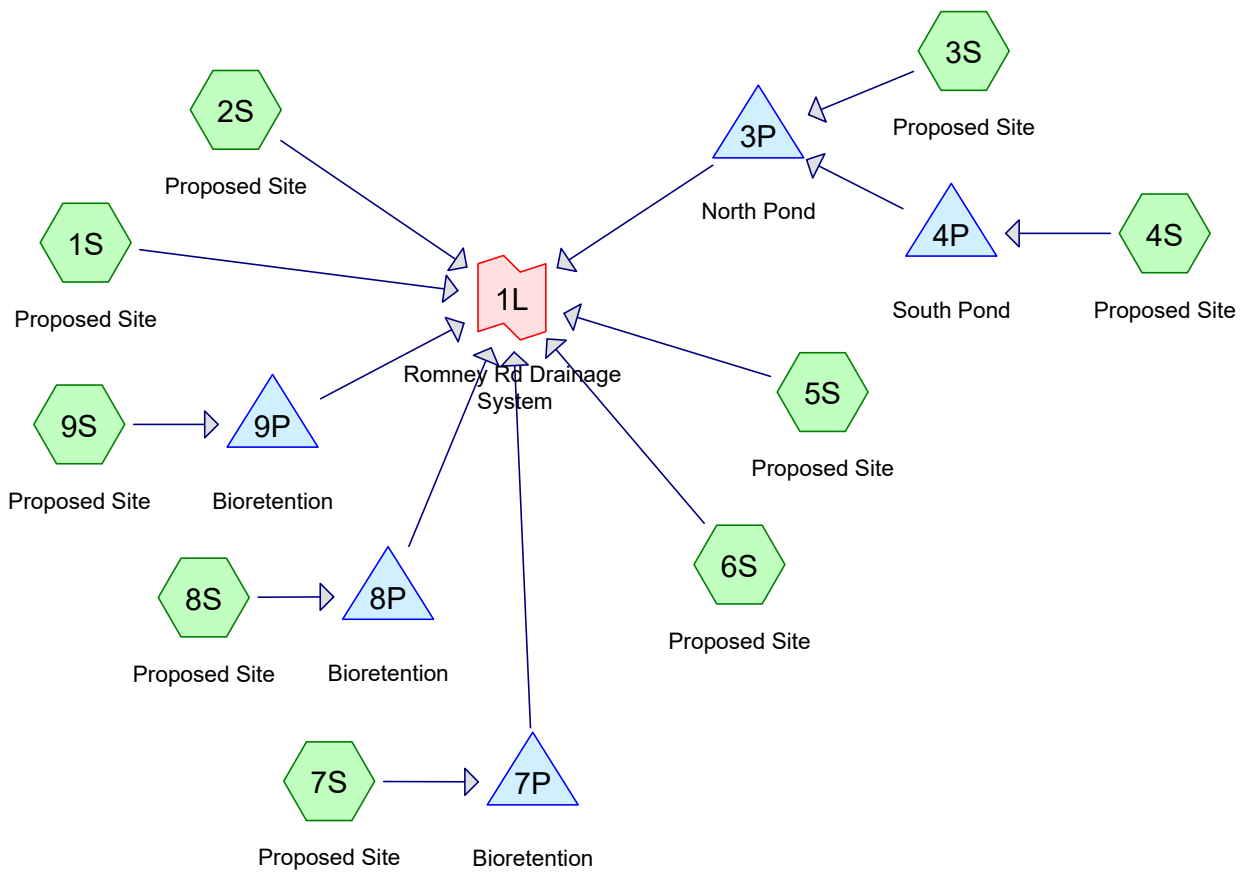 3S
Proposed Site
2S
Proposed Site
3P
North Pond
1S
Proposed Site
4P
South Pond
4S
Proposed Site
1L
Romney Rd Drainage
System
5S
Proposed Site
9S
Proposed Site
9P
Bioretention
6S
Proposed Site
8S
Proposed Site
8P
Bioretention
7S
Proposed Site
7P
Bioretention